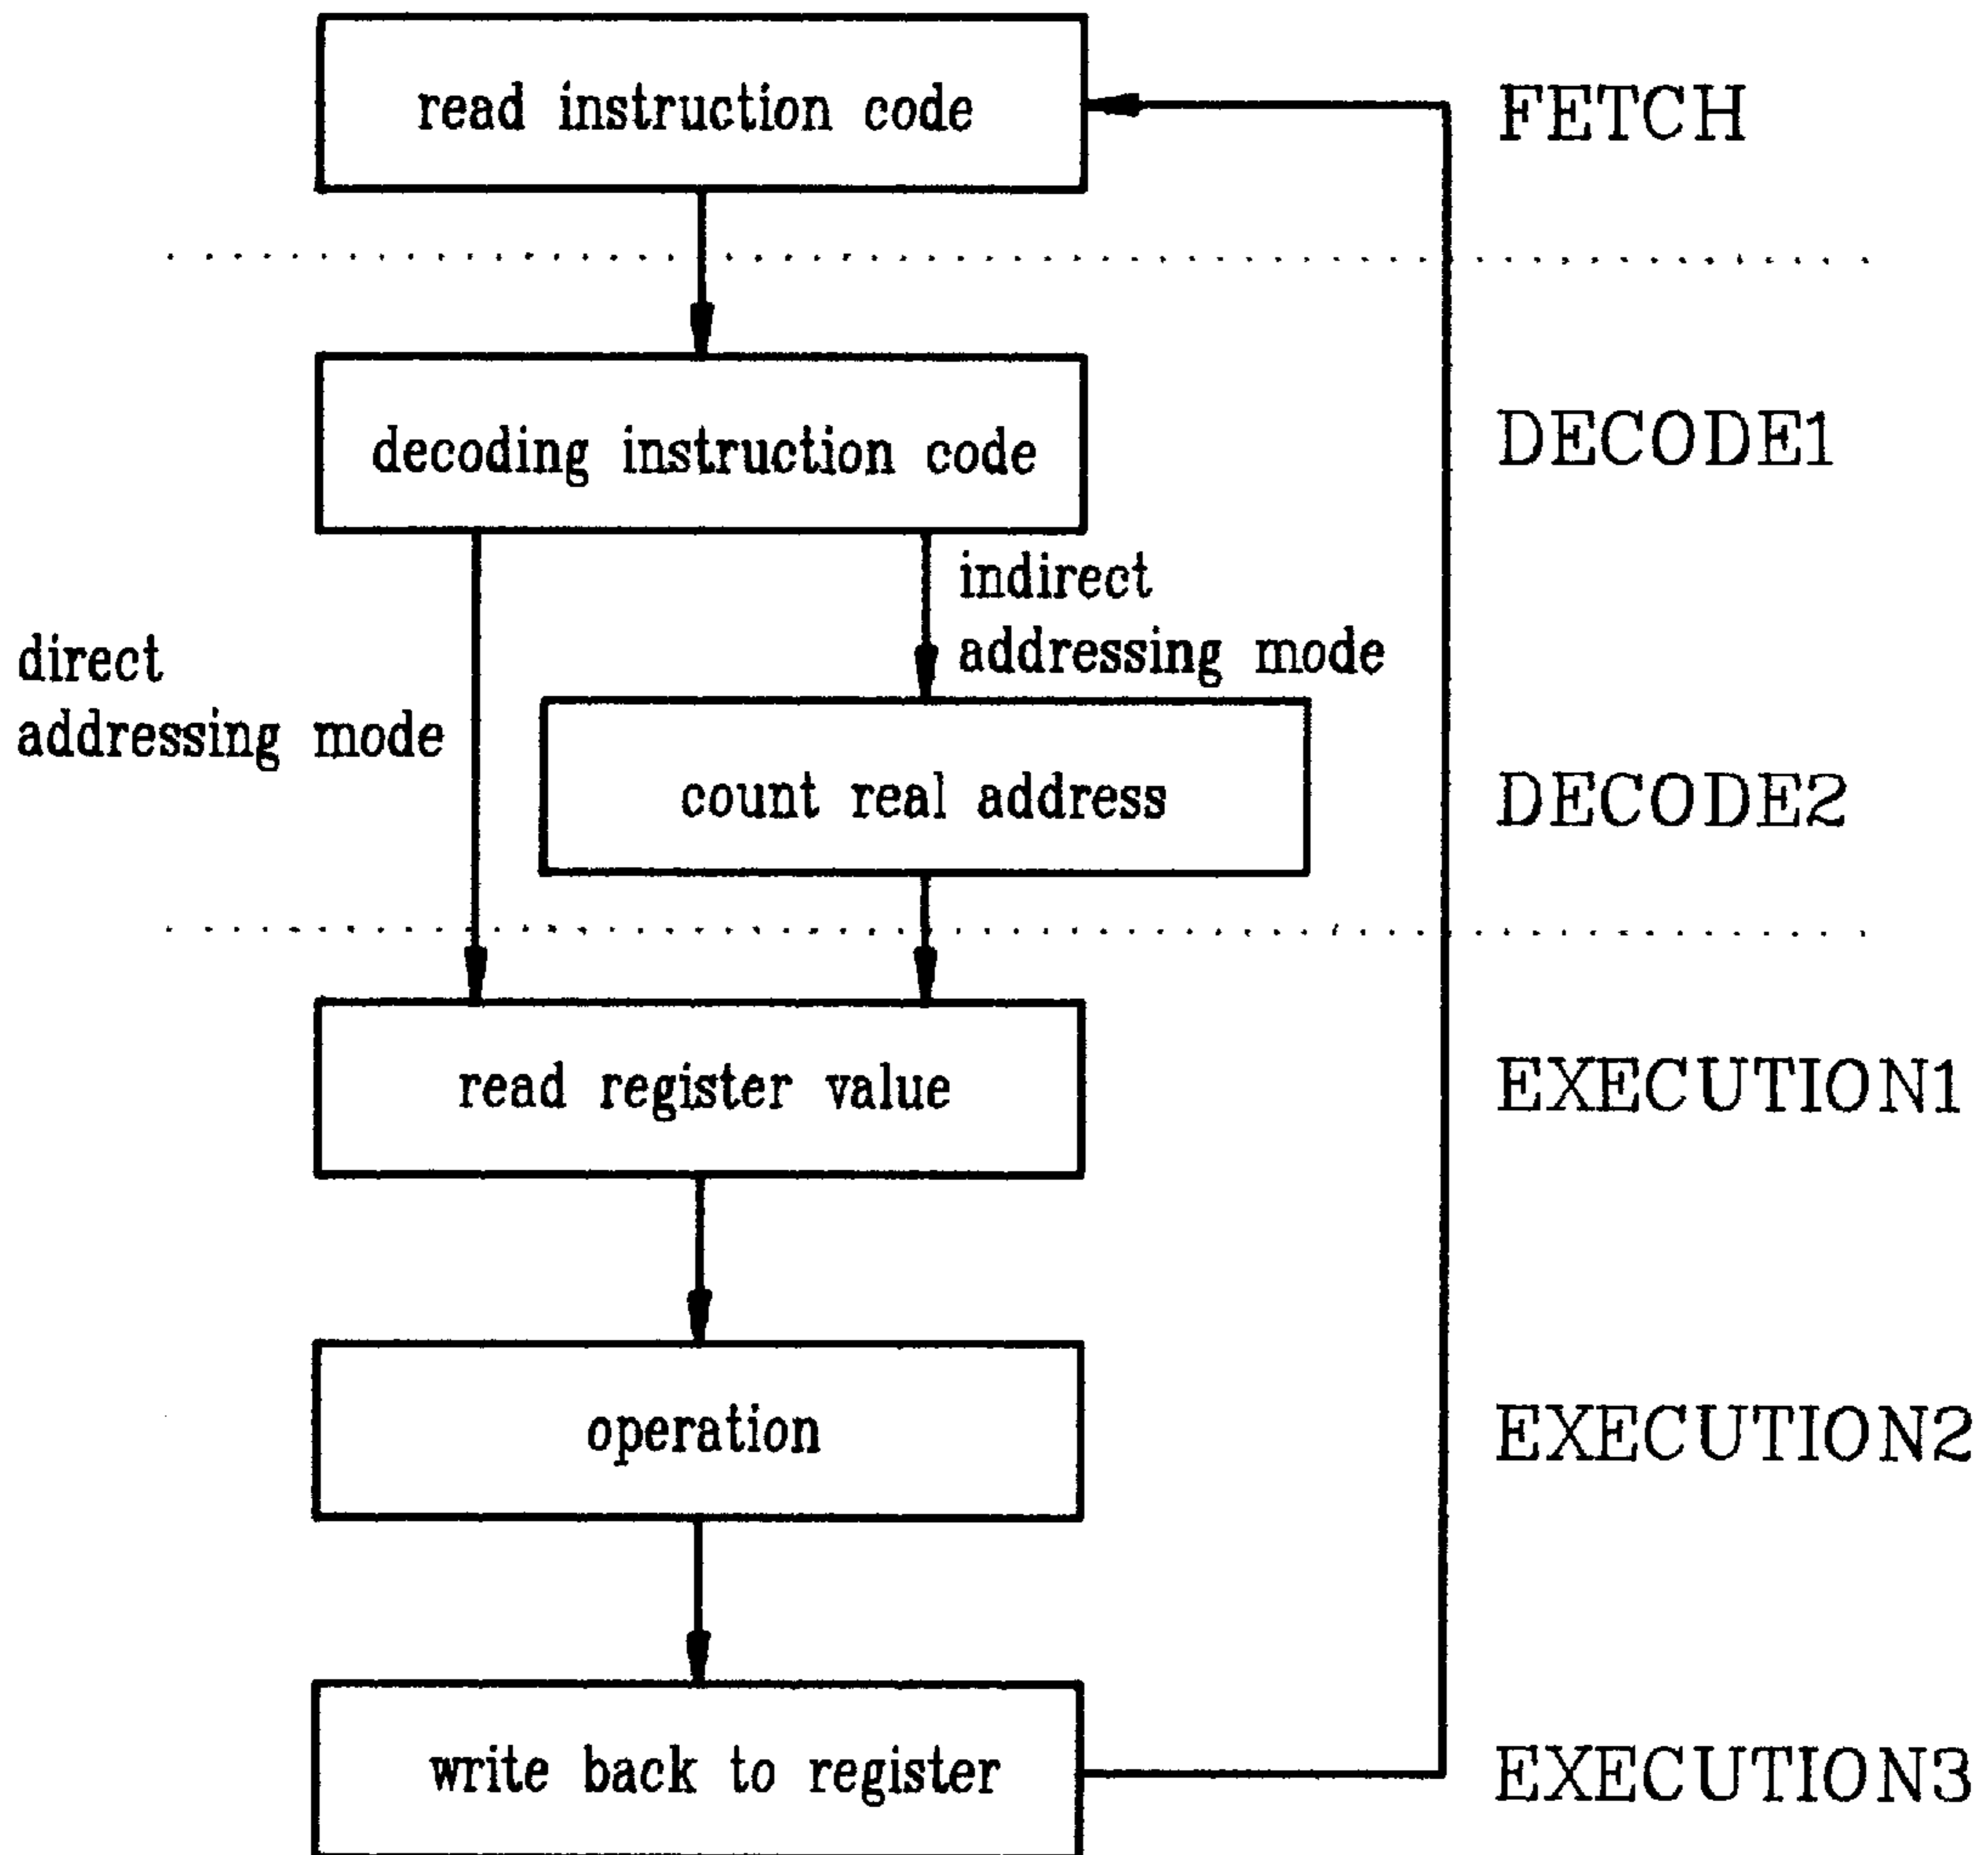 read instruction code
FETCH
decoding instruction code
DECODE1
indirect
addressing mode
direct
addressing mode
count real address
DECODE2
read register value
EXECUTION1
operation
EXECUTION2
write back to register
EXECUTION3